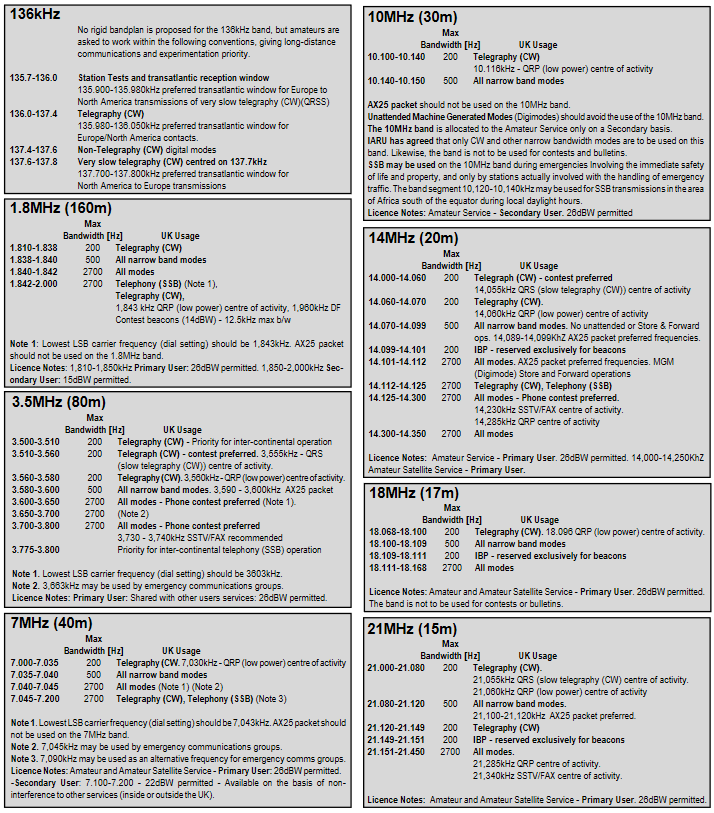 136kHz
No rigid bandplan is proposed for the 136kHz band, but amateurs are
asked to work within the following conventions, giving long-distance
communications and experimentation priority.
135.7-136.0 Station Tests and transatlantic reception window
135.900-135.980kHz preferred transatlantic window for Europe to
North America transmissions of very slow telegraphy (CW)(QRSS)
136.0-137.4 Telegraphy (CW)
135.980-136.050kHz preferred transatlantic window for
Europe/North America contacts.
137.4-137.6 Non-Telegraphy (CW) digital modes
137.6-137.8 Very slow telegraphy (CW) centred on 137.7kHz
137.700-137.800kHz preferred transatlantic window for
North America to Europe transmissions
1.8MHz (160m)
Max
Bandwidth [Hz] UK Usage
1.810-1.838 200 Telegraphy (CW)
1.838-1.840 500 All narrow band modes
1.840-1.842 2700 All modes
1.842-2.000 2700 Telephony (SSB) (Note 1),
Telegraphy (CW),
1,843 kHz QRP (low power) centre of activity, 1,960kHz DF
Contest beacons (14dBW) - 12.5kHz max b/w
Note 1: Lowest LSB carrier frequency (dial setting) should be 1,843kHz. AX25 packet
should not be used on the 1.8MHz band.
Licence Notes: 1,810-1,850kHz Primary User: 26dBW permitted. 1,850-2,000kHz Sec-
ondary User: 15dBW permitted.
3.5MHz (80m)
Max
Bandwidth [Hz] UK Usage
3.500-3.510 200 Telegraphy (CW) - Priority for inter-continental operation
3.510-3.560 200 Telegraph (CW) - contest preferred. 3,555kHz - QRS
(slow telegraphy (CW)) centre of activity.
3.560-3.580 200 Telegraphy (CW). 3,560kHz - QRP (low power) centre of activity.
3.580-3.600 500 All narrow band modes. 3,590 - 3,600kHz AX25 packet
3.600-3.650 2700 All modes - Phone contest preferred (Note 1).
3.650-3.700 2700 (Note 2)
3.700-3.800 2700 All modes - Phone contest preferred
3,730 - 3,740kHz SSTV/FAX recommended
3.775-3.800 Priority for inter-continental telephony (SSB) operation
Note 1. Lowest LSB carrier frequency (dial setting) should be 3603kHz.
Note 2. 3,663kHz may be used by emergency communications groups.
Licence Notes: Primary User: Shared with other users services: 26dBW permitted.
7MHz (40m)
Max
Bandwidth [Hz] UK Usage
7.000-7.035 200 Telegraphy (CW. 7,030kHz - QRP (low power) centre of activity
7.035-7.040 500 All narrow band modes
7.040-7.045 2700 All modes (Note 1) (Note 2)
7.045-7.200 2700 Telegraphy (CW), Telephony (SSB) (Note 3)
Note 1. Lowest LSB carrier frequency (dial setting) should be 7,043kHz. AX25 packet should
not be used on the 7MHz band.
Note 2. 7,045kHz may be used by emergency communications groups.
Note 3. 7,090kHz may be used as an alternative frequency for emergency comms groups.
Licence Notes: Amateur and Amateur Satellite Service - Primary User: 26dBW permitted.
-Secondary User: 7.100-7.200 - 22dBW permitted - Available on the basis of non-
interference to other services (inside or outside the UK).
10MHz (30m)
Max
Bandwidth [Hz] UK Usage
10.100-10.140 200 Telegraphy (CW)
10.116kHz - QRP (low power) centre of activity
10.140-10.150 500 All narrow band modes
AX25 packet should not be used on the 10MHz band.
Unattended Machine Generated Modes (Digimodes) should avoid the use of the 10MHz band.
The 10MHz band is allocated to the Amateur Service only on a Secondary basis.
IARU has agreed that only CW and other narrow bandwidth modes are to be used on this
band. Likewise, the band is not to be used for contests and bulletins.
SSB may be used on the 10MHz band during emergencies Involving the immediate safety
of life and property, and only by stations actually involved with the handling of emergency
traffic. The band segment 10,120-10,140kHz may be used for SSB transmissions in the area
of Africa south of the equator during local daylight hours.
Licence Notes: Amateur Service - Secondary User. 26dBW permitted
14MHz (20m)
Max
Bandwidth [Hz] UK Usage
14.000-14.060 200 Telegraph (CW) - contest preferred
14,055kHz QRS (slow telegraphy (CW)) centre of activity
14.060-14.070 200 Telegraphy (CW).
14,060kHz QRP (low power) centre of activity
14.070-14.099 500 All narrow band modes. No unattended or Store & Forward
ops. 14,089-14,099KhZ AX25 packet preferred frequencies.
14.099-14.101 200 IBP - reserved exclusively for beacons
14.101-14.112 2700 All modes. AX25 packet preferred frequencies. MGM
(Digimode) Store and Forward operations
14.112-14.125 2700 Telegraphy (CW), Telephony (SSB)
14.125-14.300 2700 All modes - Phone contest preferred.
14,230kHz SSTV/FAX centre of activity.
14,285kHz QRP centre of activity
14.300-14.350 2700 All modes
Licence Notes: Amateur Service - Primary User. 26dBW permitted. 14,000-14,250KhZ
Amateur Satellite Service - Primary User.
18MHz (17m)
Max
Bandwidth [Hz] UK Usage
18.068-18.100 200 Telegraphy (CW). 18.096 QRP (low power) centre of activity.
18.100-18.109 500 All narrow band modes
18.109-18.111 200 IBP - reserved exclusively for beacons
18.111-18.168 2700 All modes
Licence Notes: Amateur and Amateur Satellite Service - Primary User. 26dBW permitted.
The band is not to be used for contests or bulletins.
21MHz (15m)
Max
Bandwidth [Hz] UK Usage
21.000-21.080 200 Telegraphy (CW).
21,055kHz QRS (slow telegraphy (CW) centre of activity.
21,060kHz QRP (low power) centre of activity
21.080-21.120 500 All narrow band modes.
21,100-21,120kHz AX25 packet preferred.
21.120-21.149 200 Telegraphy (CW)
21.149-21.151 200 IBP - reserved exclusively for beacons
21.151-21.450 2700 All modes.
21,285kHz QRP centre of activity.
21,340kHz SSTV/FAX centre of activity.
Licence Notes: Amateur and Amateur Satellite Service - Primary User. 26dBW permitted.